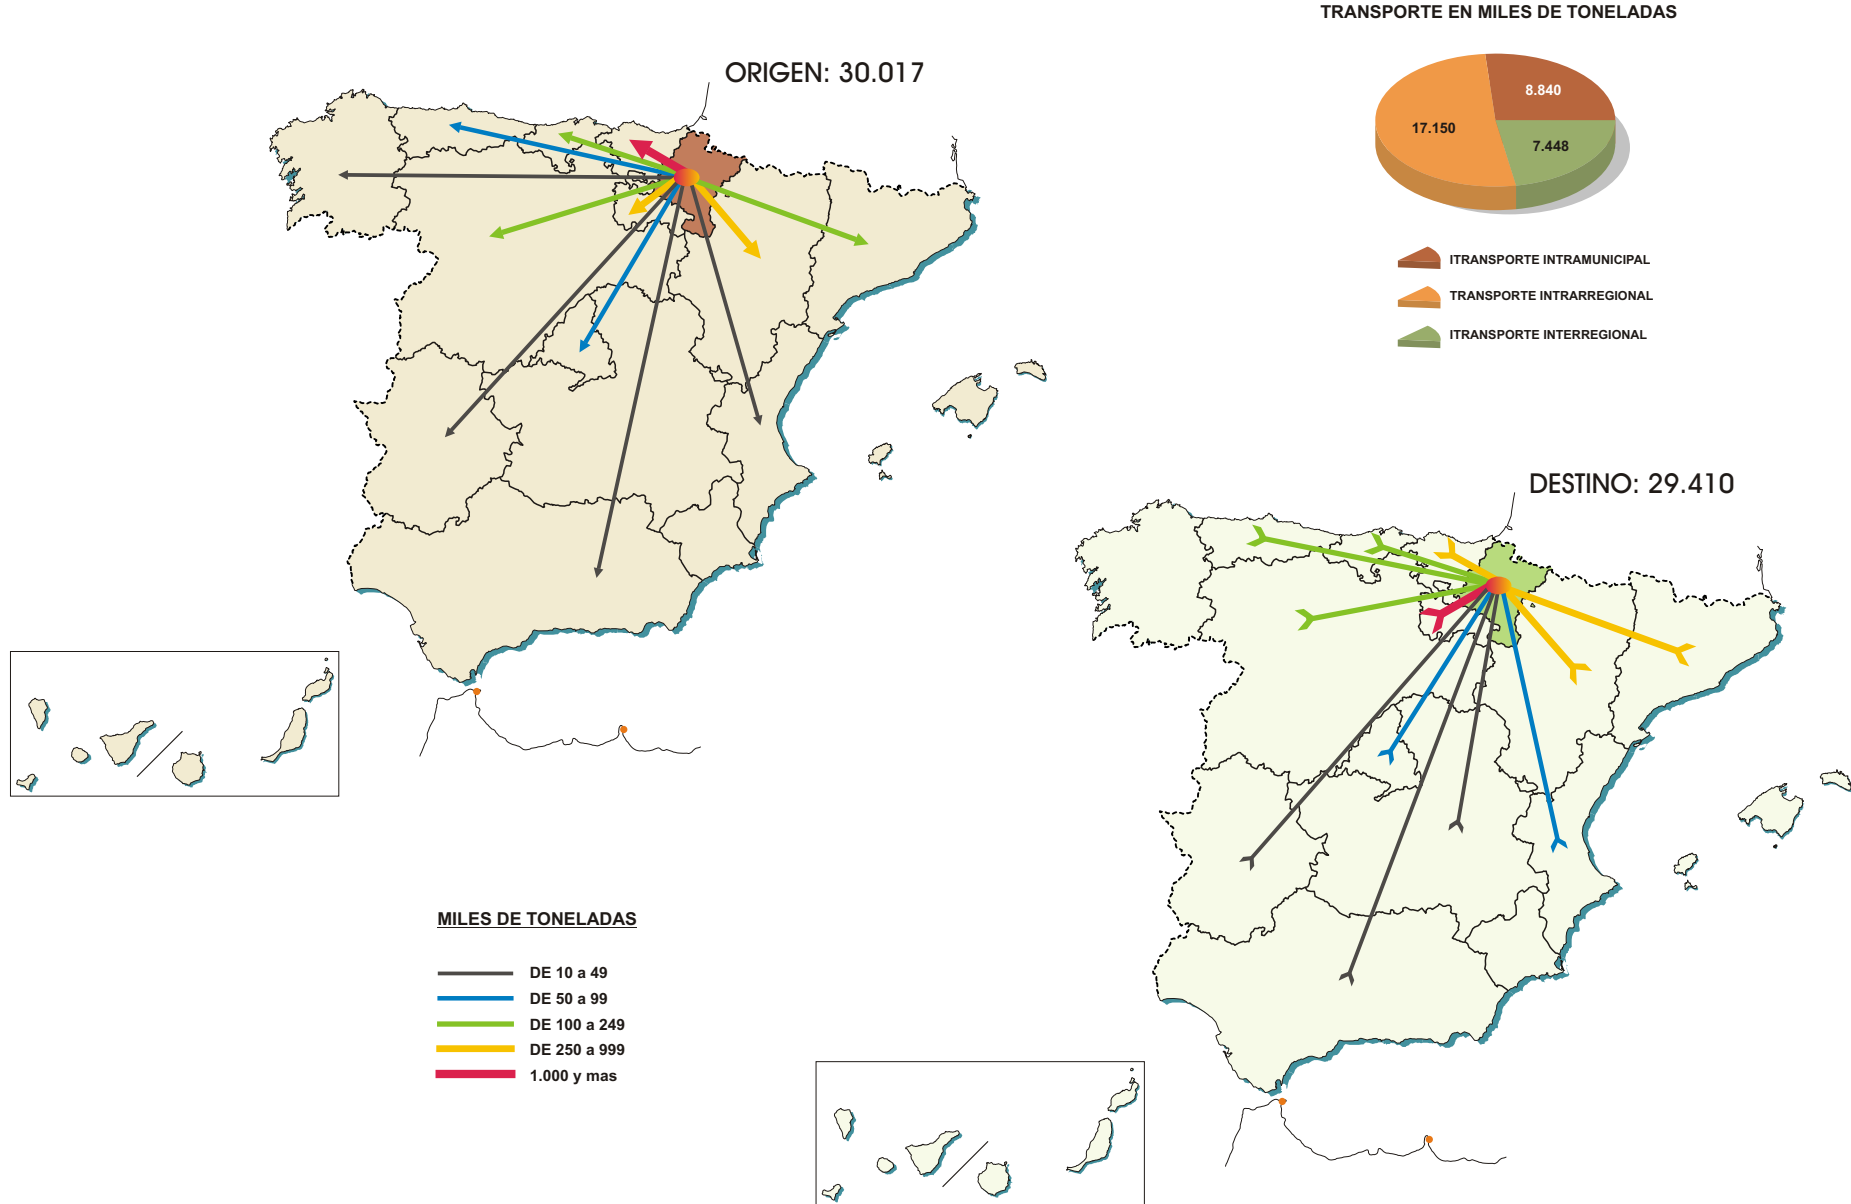 TRANSPORTE EN MILES DE TONELADAS
ORIGEN: 30.017
8.840
17.150
7.448
ITRANSPORTE INTRAMUNICIPAL
TRANSPORTE INTRARREGIONAL
ITRANSPORTE INTERREGIONAL
DESTINO: 29.410
MILES DE TONELADAS
DE 10 a 49
DE 50 a 99
DE 100 a 249
DE 250 a 999
1.000 y mas